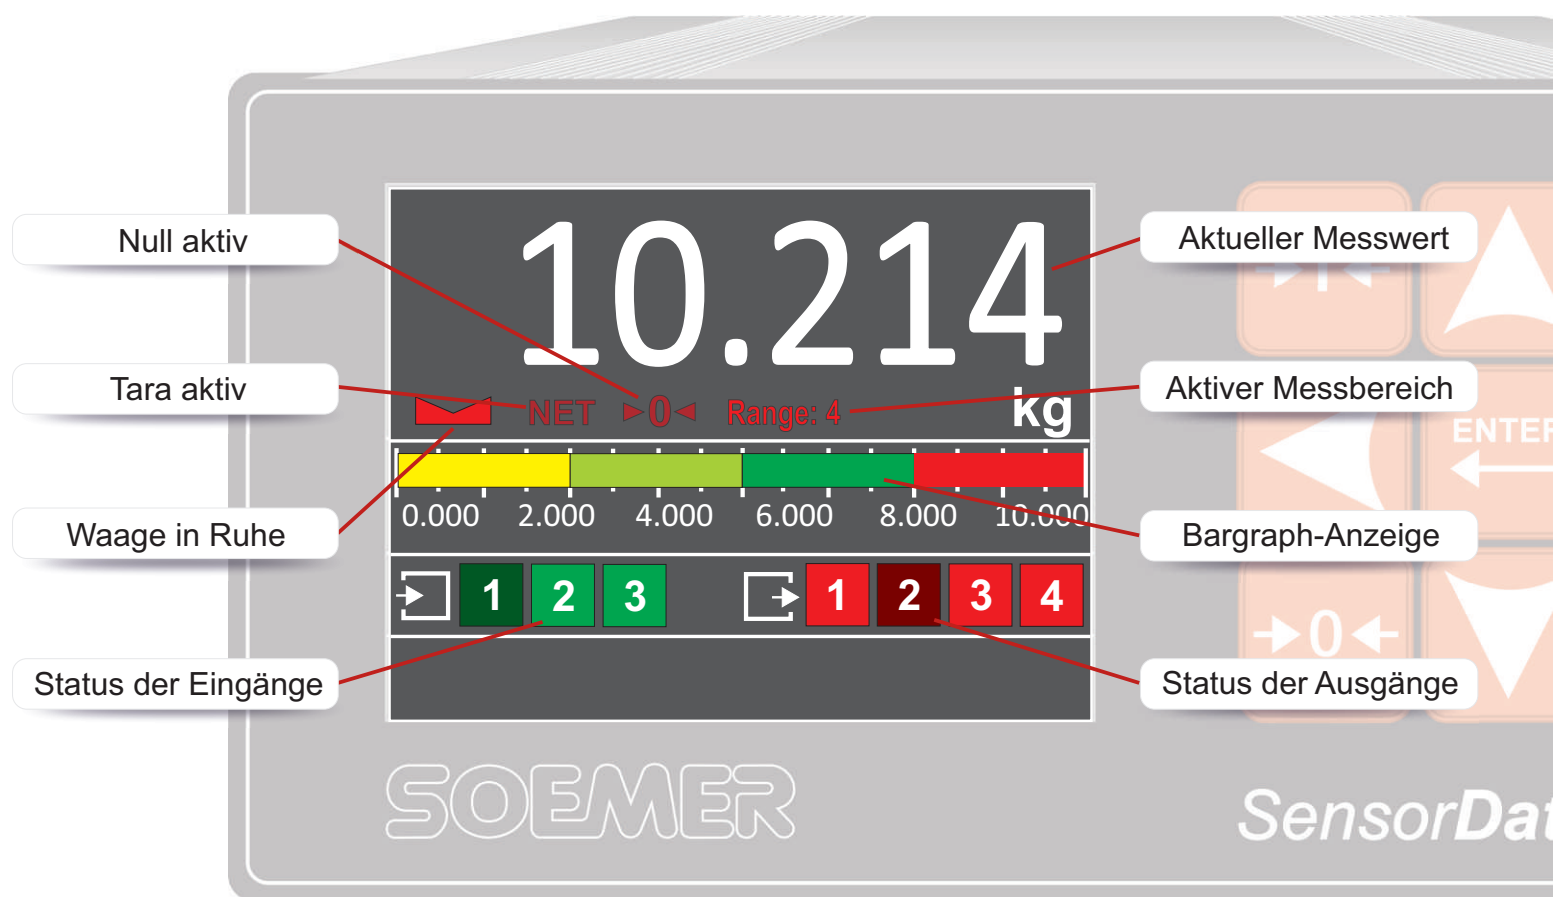 Null aktiv
Tara aktiv
Waage in Ruhe
Status der Eingänge
10.214
NET
►0◄
Range: 4
kg
0.000 2.000 4.000 6.000 8.000 10.000
1 2 3
1 2 3 4
Aktueller Messwert
Aktiver Messbereich
Bargraph-Anzeige
Status der Ausgänge
ENTER
0
SOEMER
SensorDat